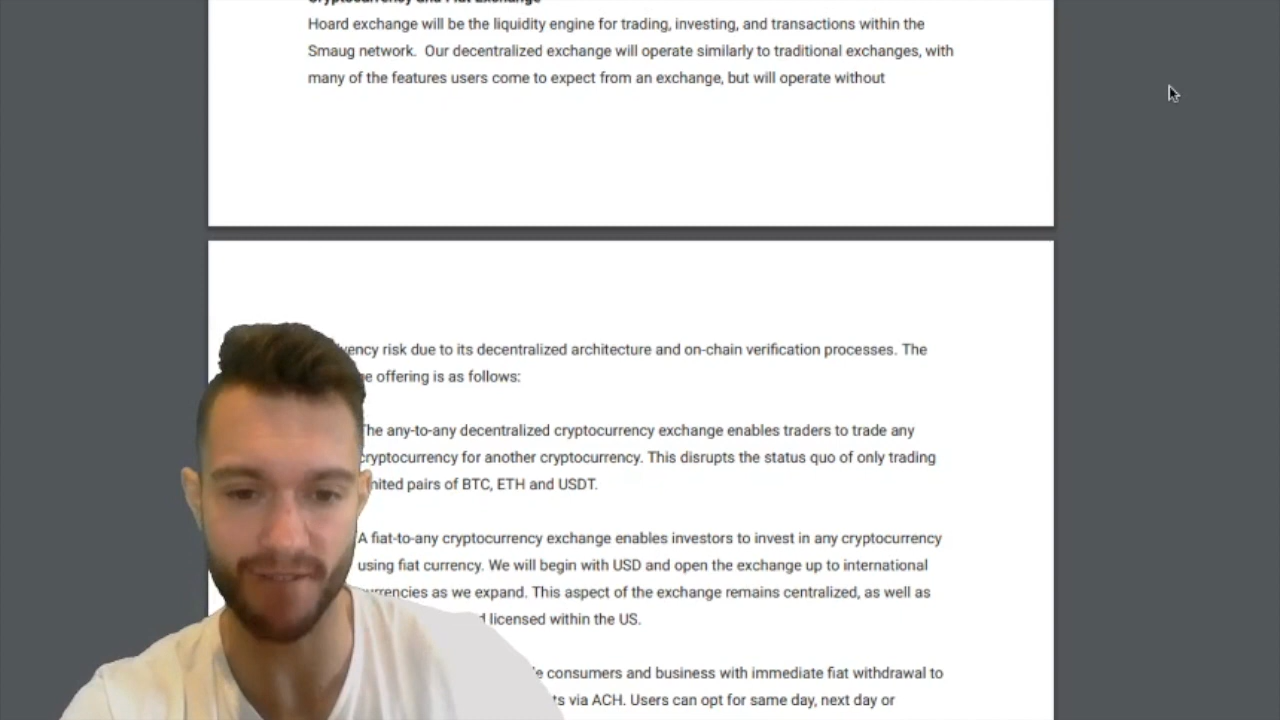 Cryptocurrency and Fiat Exchange
Hoard exchange will be the liquidity engine for trading, investing, and transactions within the
Smaug network.  Our decentralized exchange will operate similarly to traditional exchanges, with
many of the features users come to expect from an exchange, but will operate without
risk due to its decentralized architecture and on-chain verification processes. The
offering is as follows:
The any-to-any decentralized cryptocurrency exchange enables traders to trade any
cryptocurrency for another cryptocurrency. This disrupts the status quo of only trading
limited pairs of BTC, ETH and USDT.
A fiat-to-any cryptocurrency exchange enables investors to invest in any cryptocurrency
using fiat currency. We will begin with USD and open the exchange up to international
currencies as we expand. This aspect of the exchange remains centralized, as well as
licensed within the US.
consumers and business with immediate fiat withdrawal to
via ACH. Users can opt for same day, next day or